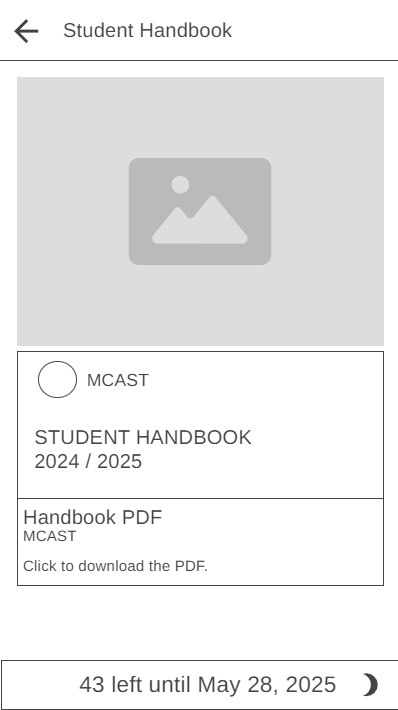 Student Handbook
MCAST
STUDENT HANDBOOK
2024 / 2025
Handbook PDF
MCAST
Click to download the PDF.
43 left until May 28, 2025